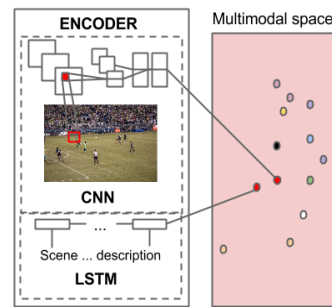 ENCODER
Multimodal space
CNN
...
Scene ... description
LSTM